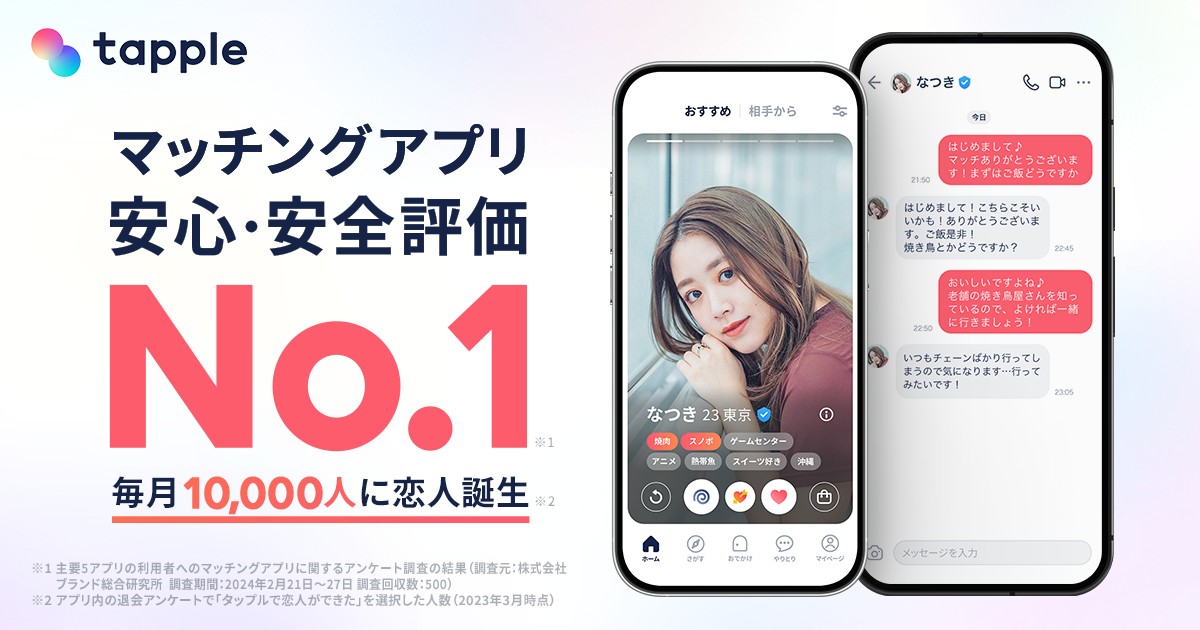 tapple
マッチングアプリ
安心・安全評価
No.1
※1
毎月10,000人に恋人誕生
※2
※1 主要5アプリの利用者へのマッチングアプリに関するアンケート調査の結果（調査元：株式会社
ブランド総合研究所 調査期間：2024年2月21日～27日 調査回収数：500）
※2 アプリ内の退会アンケートで「タップルで恋人ができた」を選択した人数（2023年3月時点）
おすすめ 相手から
なつき 23 東京
焼肉 スノボ ゲームセンター
アニメ 熱帯魚 スイーツ好き 沖縄
ホーム さがす おでかけ やりとり マイページ
なつき
今日
はじめまして♪
マッチありがとうございま
す！まずはご飯どうですか
21:50
はじめまして！こちらこそい
いかも！ありがとうございま
す。ご飯是非！
焼き鳥とかどうですか？
22:45
おいしいですよね♪
老舗の焼き鳥屋さんを知っ
ているので、よければ一緒
に行きましょう！
22:50
いつもチェーンばかり行ってし
まうので気になります…行って
みたいです！
23:05
メッセージを入力